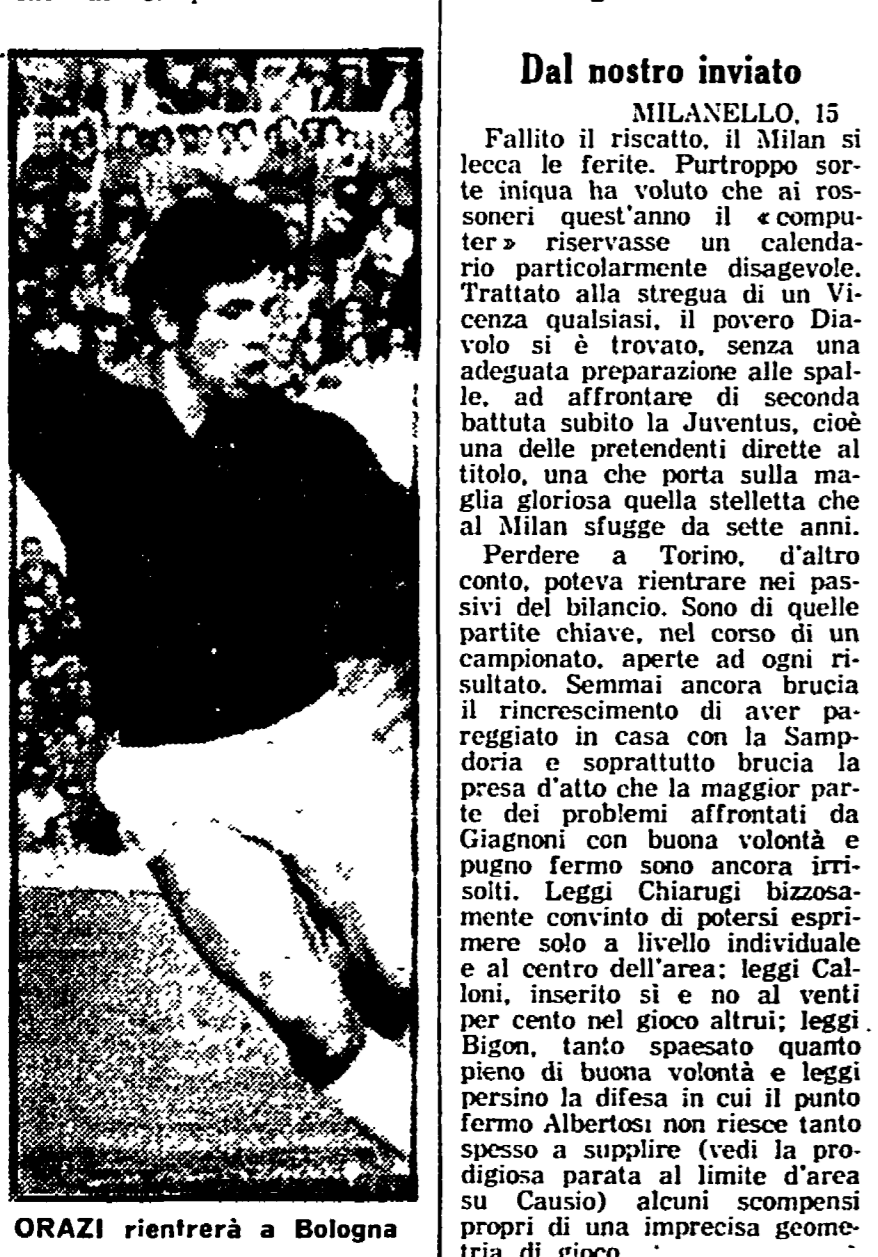 ORAZI rientrerà a Bologna
Dal nostro inviato
MILANELLO, 15
Fallito il riscatto, il Milan si
lecca le ferite. Purtroppo sor-
te iniqua ha voluto che ai ros-
soneri quest'anno il « compu-
ter » riservasse un calenda-
rio particolarmente disagevole.
Trattato alla stregua di un Vi-
cenza qualsiasi, il povero Dia-
volo si è trovato, senza una
adeguata preparazione alle spal-
le, ad affrontare di seconda
battuta subito la Juventus, cioè
una delle pretendenti dirette al
titolo, una che porta sulla ma-
glia gloriosa quella stelletta che
al Milan sfugge da sette anni.
Perdere a Torino, d'altro
conto, poteva rientrare nei pas-
sivi del bilancio. Sono di quelle
partite chiave, nel corso di un
campionato, aperte ad ogni ri-
sultato. Semmai ancora brucia
il rincrescimento di aver pa-
reggiato in casa con la Samp-
doria e soprattutto brucia la
presa d'atto che la maggior par-
te dei problemi affrontati da
Giagnoni con buona volontà e
pugno fermo sono ancora irri-
solti. Leggi Chiarugi bizzosa-
mente convinto di potersi espri-
mere solo a livello individuale
e al centro dell'area; leggi Cal-
loni, inserito sì e no al venti
per cento nel gioco altrui; leggi
Bigon, tanto spaesato quanto
pieno di buona volontà e leggi
persino la difesa in cui il punto
fermo Albertosi non riesce tanto
spesso a supplire (vedi la pro-
digiosa parata al limite d'area
su Causio) alcuni scompensi
propri di una imprecisa geome-
tria di gioco